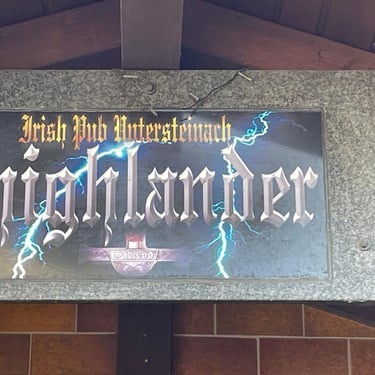 Irish Pub Untersteinach
highlander